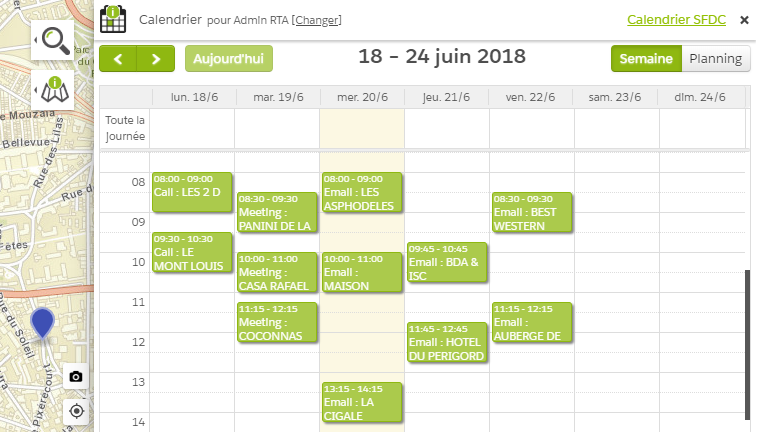 Calendrier pour Admin RTA [Changer]
Calendrier SFDC
×
Aujourd'hui
18 – 24 juin 2018
Semaine
Planning
lun. 18/6
mar. 19/6
mer. 20/6
jeu. 21/6
ven. 22/6
sam. 23/6
dim. 24/6
Toute la
journée
08
09
10
11
12
13
14
08:00 - 09:00
Call : LES 2 D
09:30 - 10:30
Call : LE
MONT LOUIS
08:30 - 09:30
Meeting :
PANINI DE LA
10:00 - 11:00
Meeting :
CASA RAFAEL
11:15 - 12:15
Meeting :
COCONNAS
08:00 - 09:00
Email : LES
ASPHODELES
10:00 - 11:00
Email :
MAISON
13:15 - 14:15
Email : LA
CIGALE
09:45 - 10:45
Email : BDA &
ISC
11:45 - 12:45
Email : HOTEL
DU PERIGORD
08:30 - 09:30
Email : BEST
WESTERN
11:15 - 12:15
Email :
AUBERGE DE
Mouzaïa
Bellevue
Rue des Lilas
Rue d
Fêtes
Rue du Soleil
Pixérécourt